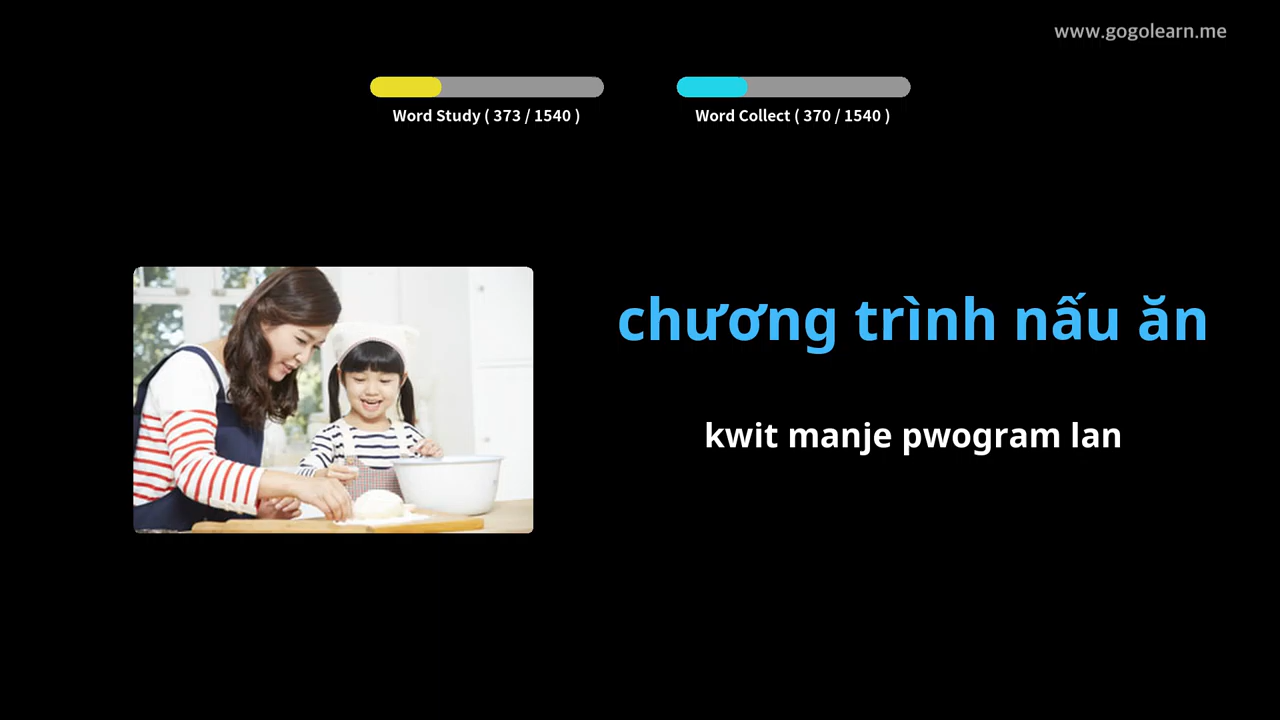 www.gogolearn.me
Word Study ( 373 / 1540 )
Word Collect ( 370 / 1540 )
chương trình nấu ăn
kwit manje pwogram lan